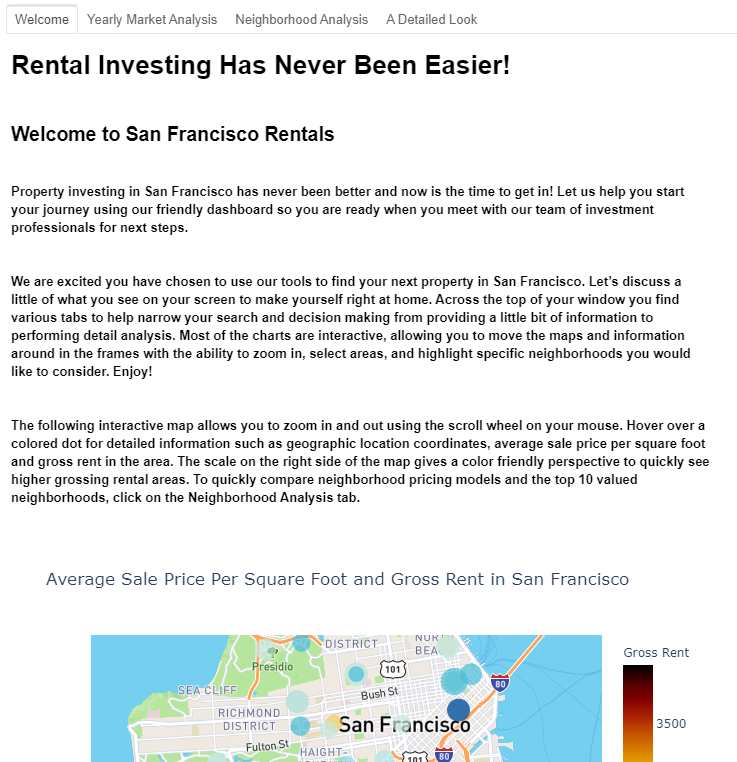 Welcome
Yearly Market Analysis
Neighborhood Analysis
A Detailed Look
Rental Investing Has Never Been Easier!
Welcome to San Francisco Rentals
Property investing in San Francisco has never been better and now is the time to get in! Let us help you start
your journey using our friendly dashboard so you are ready when you meet with our team of investment
professionals for next steps.
We are excited you have chosen to use our tools to find your next property in San Francisco. Let’s discuss a
little of what you see on your screen to make yourself right at home. Across the top of your window you find
various tabs to help narrow your search and decision making from providing a little bit of information to
performing detail analysis. Most of the charts are interactive, allowing you to move the maps and information
around in the frames with the ability to zoom in, select areas, and highlight specific neighborhoods you would
like to consider. Enjoy!
The following interactive map allows you to zoom in and out using the scroll wheel on your mouse. Hover over a
colored dot for detailed information such as geographic location coordinates, average sale price per square foot
and gross rent in the area. The scale on the right side of the map gives a color friendly perspective to quickly see
higher grossing rental areas. To quickly compare neighborhood pricing models and the top 10 valued
neighborhoods, click on the Neighborhood Analysis tab.
Average Sale Price Per Square Foot and Gross Rent in San Francisco
DISTRICT
Gross Rent
Presidio
101
80
SEA CLIFF
Bush St
RICHMOND
DISTRICT
San Francisco
3500
Fulton St
HAIGHT-
101
80